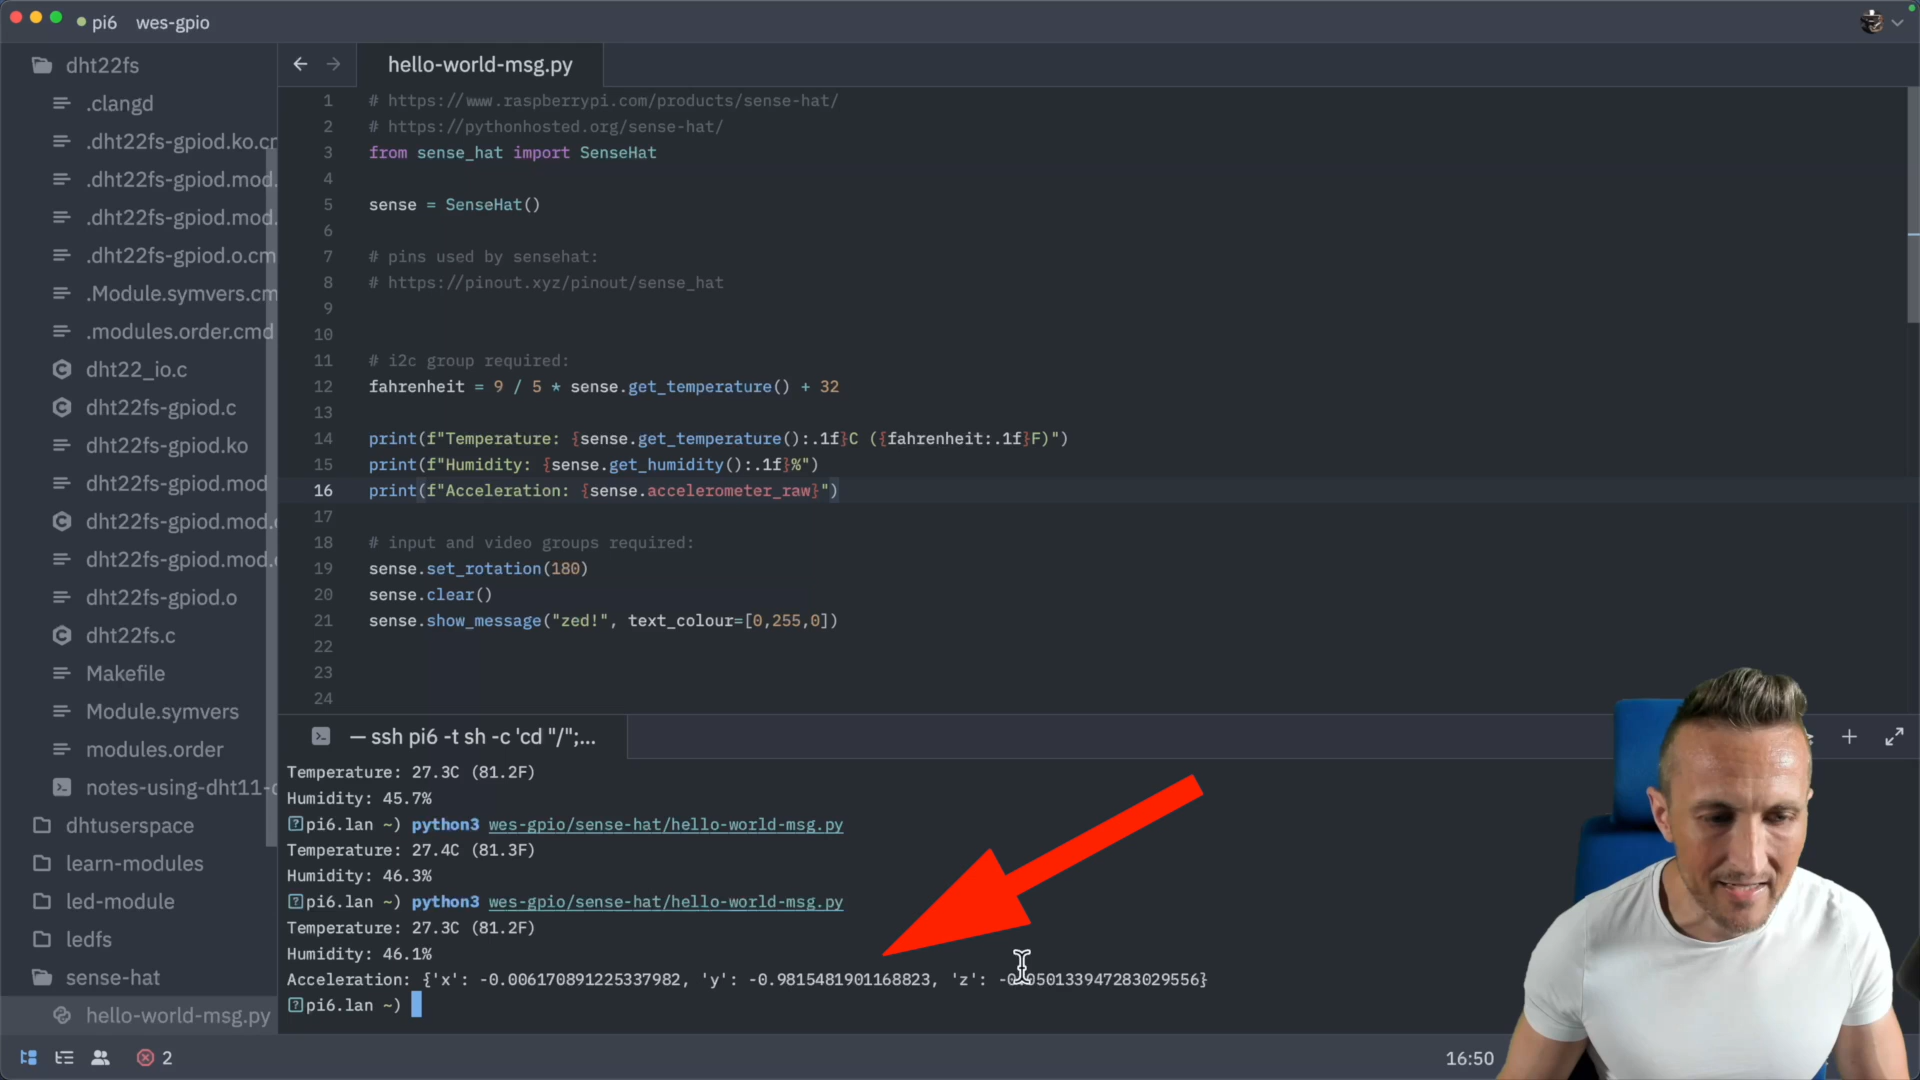 pi6 wes-gpio
dht22fs
.clangd
.dht22fs-gpiod.ko.cr
.dht22fs-gpiod.mod.
.dht22fs-gpiod.mod.
.dht22fs-gpiod.o.cm
.Module.symvers.cm
.modules.order.cmd
dht22_io.c
dht22fs-gpiod.c
dht22fs-gpiod.ko
dht22fs-gpiod.mod
dht22fs-gpiod.mod.
dht22fs-gpiod.mod.
dht22fs-gpiod.o
dht22fs.c
Makefile
Module.symvers
modules.order
notes-using-dht11-
dhtuserspace
learn-modules
led-module
ledfs
sense-hat
hello-world-msg.py
hello-world-msg.py
1 # https://www.raspberrypi.com/products/sense-hat/
2 # https://pythonhosted.org/sense-hat/
3 from sense_hat import SenseHat
4
5 sense = SenseHat()
6
7 # pins used by sensehat:
8 # https://pinout.xyz/pinout/sense_hat
9
10
11 # i2c group required:
12 fahrenheit = 9 / 5 * sense.get_temperature() + 32
13
14 print(f"Temperature: {sense.get_temperature():.1f}C ({fahrenheit:.1f}F)")
15 print(f"Humidity: {sense.get_humidity():.1f}%")
16 print(f"Acceleration: {sense.accelerometer_raw}")
17
18 # input and video groups required:
19 sense.set_rotation(180)
20 sense.clear()
21 sense.show_message("zed!", text_colour=[0,255,0])
22
23
24
— ssh pi6 -t sh -c 'cd "/";...
Temperature: 27.3C (81.2F)
Humidity: 45.7%
pi6.lan ~) python3 wes-gpio/sense-hat/hello-world-msg.py
Temperature: 27.4C (81.3F)
Humidity: 46.3%
pi6.lan ~) python3 wes-gpio/sense-hat/hello-world-msg.py
Temperature: 27.3C (81.2F)
Humidity: 46.1%
Acceleration: {'x': -0.006170891225337982, 'y': -0.9815481901168823, 'z':
pi6.lan ~)
2
16:50